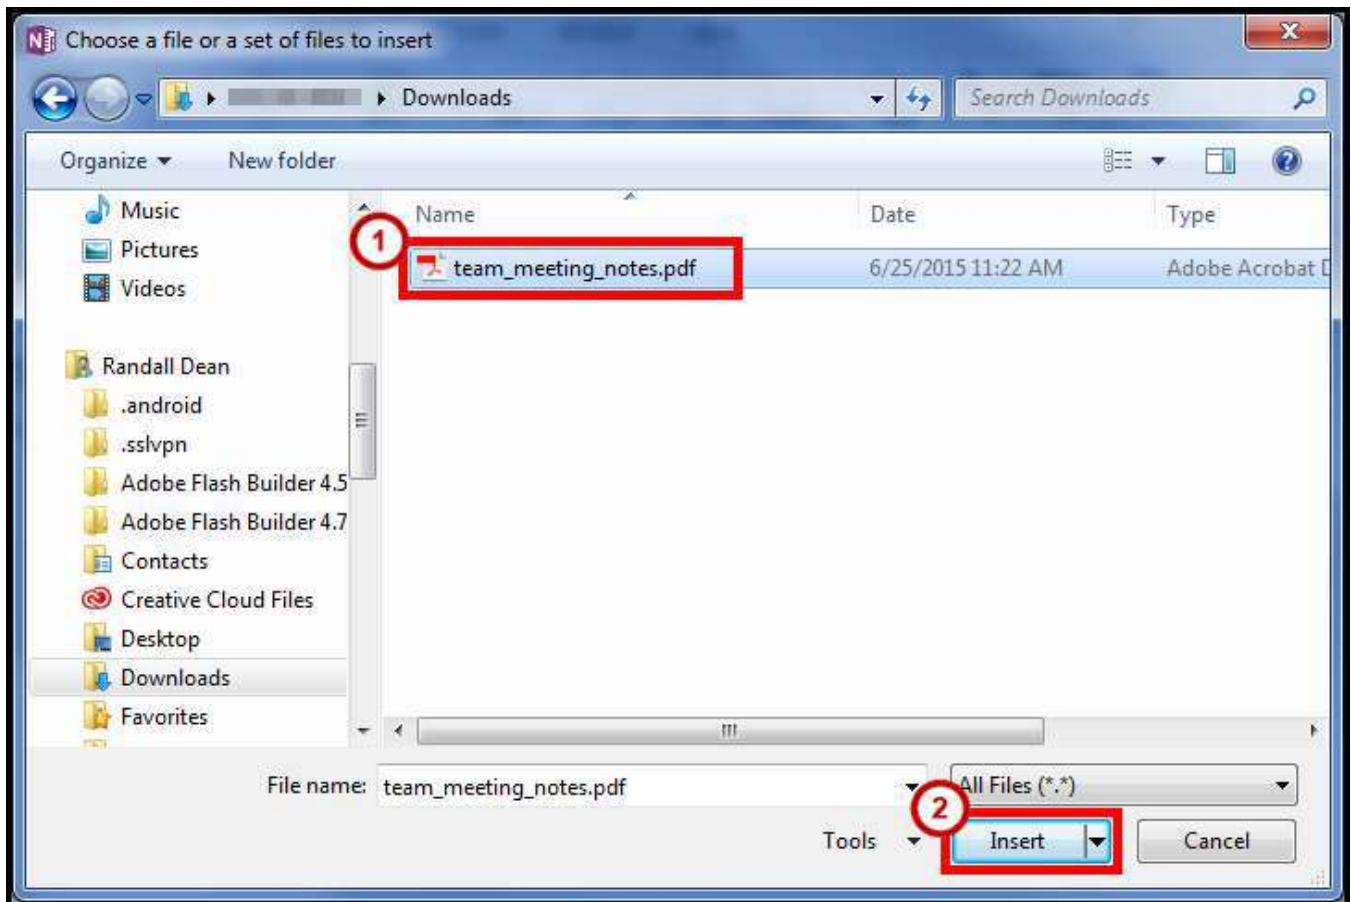 Choose a file or a set of files to insert
Downloads
Search Downloads
Organize New folder
Music
Pictures
Videos
Randall Dean
.android
.sslvpn
Adobe Flash Builder 4.5
Adobe Flash Builder 4.7
Contacts
Creative Cloud Files
Desktop
Downloads
Favorites
Name Date Type
1
team_meeting_notes.pdf 6/25/2015 11:22 AM Adobe Acrobat D
File name: team_meeting_notes.pdf All Files (*.*)
2
Tools Insert Cancel